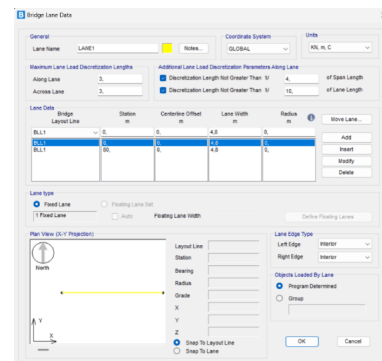 Bridge Lane Data
General
Lane Name LANE1 Notes...
Coordinate System
GLOBAL
Units
KN, m, C
Maximum Lane Load Discretization Lengths
Along Lane 3,
Across Lane 3,
Additional Lane Load Discretization Parameters Along Lane
Discretization Length Not Greater Than 1/ 4, of Span Length
Discretization Length Not Greater Than 1/ 10, of Lane Length
Lane Data
Bridge Layout Line Station m Centerline Offset m Lane Width m Radius m
BLL1 0, 0, 4,8 0,
BLL1 0, 0, 4,8 0,
BLL1 80, 0, 4,8 0,
Move Lane...
Add
Insert
Modify
Delete
Lane type
Fixed Lane Floating Lane Set
1 Fixed Lane Auto Floating Lane Width Define Floating Lanes
Plan View (X-Y Projection)
North
Y
X
Layout Line
Station
Bearing
Radius
Grade
X
Y
Z
Snap To Layout Line
Snap To Lane
Lane Edge Type
Left Edge Interior
Right Edge Interior
Objects Loaded By Lane
Program Determined
Group
OK Cancel